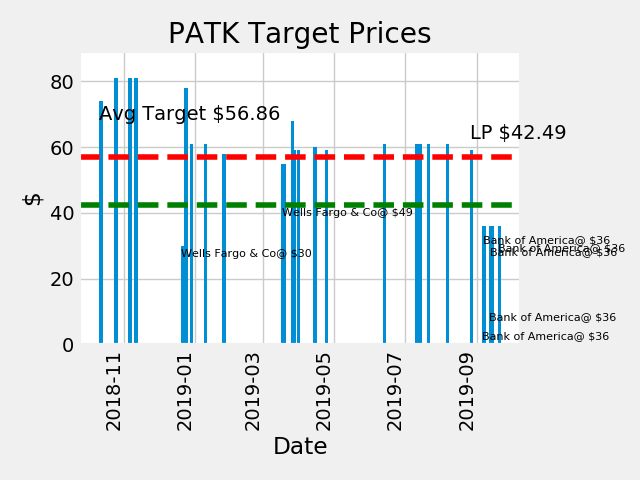 PATK Target Prices
80
60
40
20
0
$
Avg Target $56.86
LP $42.49
Wells Fargo & Co@ $49
Wells Fargo & Co@ $30
Bank of America@ $36
Bank of America@ $36
Bank of America@ $36
Bank of America@ $36
Bank of America@ $36
2018-11
2019-01
2019-03
2019-05
2019-07
2019-09
Date